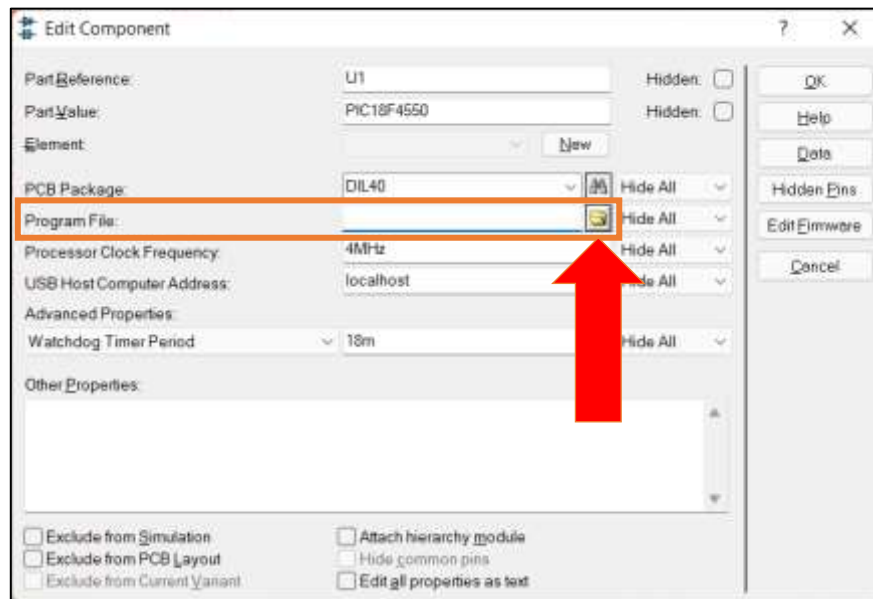 Edit Component ?
Part Reference: U1 Hidden:
Part Value: PIC18F4550 Hidden:
Element: New
PCB Package: DIL40 Hide All
Program File: Hide All
Processor Clock Frequency: 4MHz Hide All
USB Host Computer Address: localhost Hide All
Advanced Properties:
Watchdog Timer Period 18m Hide All
Other Properties:
Exclude from Simulation Attach hierarchy module
Exclude from PCB Layout Hide common pins
Exclude from Current Variant Edit all properties as text
OK
Help
Data
Hidden Pins
Edit Firmware
Cancel